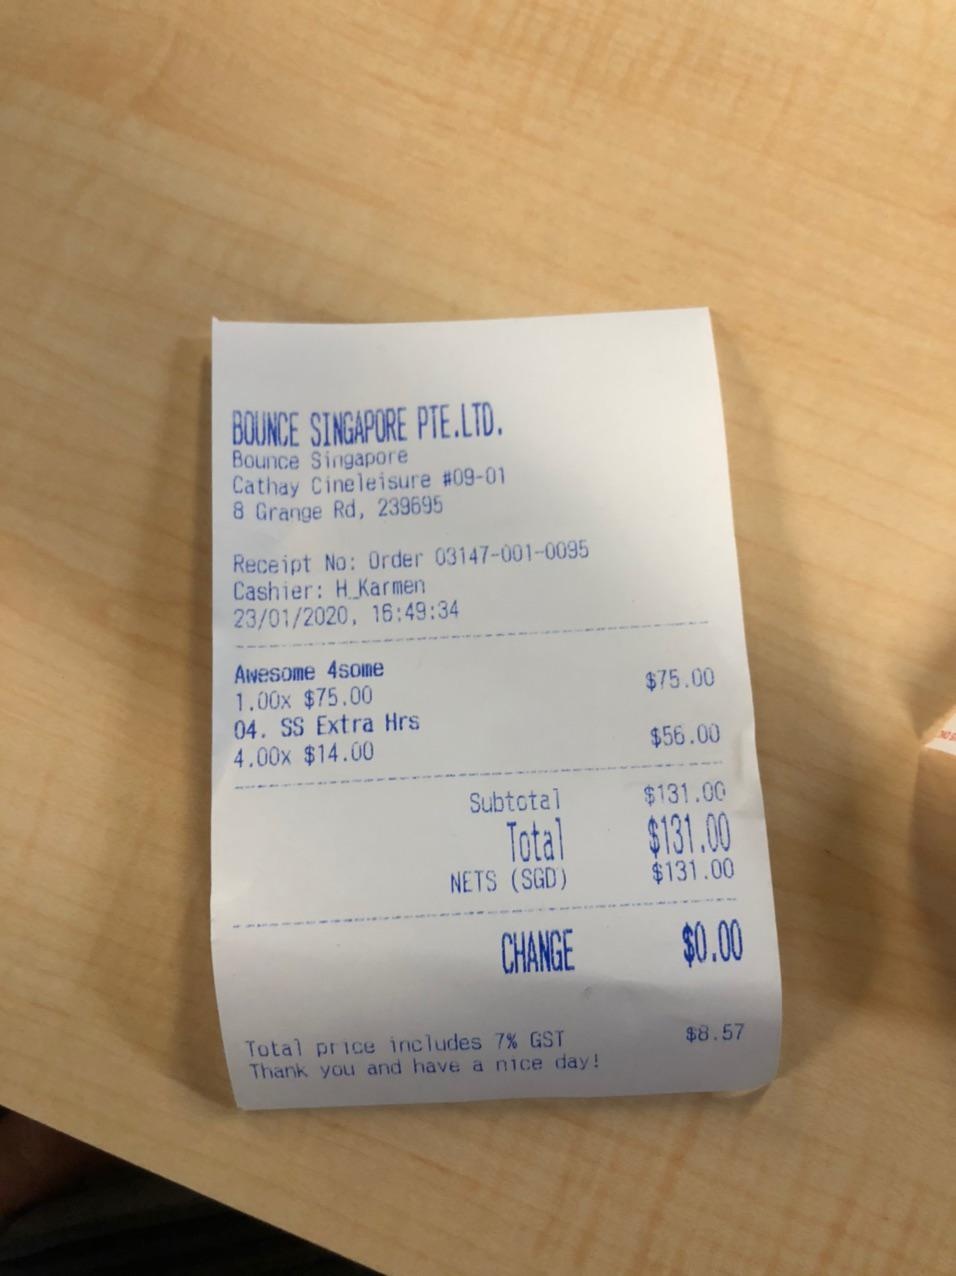 BOUNCE SINGAPORE PTE.LTD.
Bounce Singapore
Cathay Cineleisure #09-01
8 Grange Rd, 239695
Receipt No: Order 03147-001-0095
Cashier: H_Karmen
23/01/2020, 16:49:34
Awesome 4some
1.00x $75.00 $75.00
04. SS Extra Hrs
4.00x $14.00 $56.00
Subtotal $131.00
Total $131.00
NETS (SGD) $131.00
CHANGE $0.00
Total price includes 7% GST $8.57
Thank you and have a nice day!